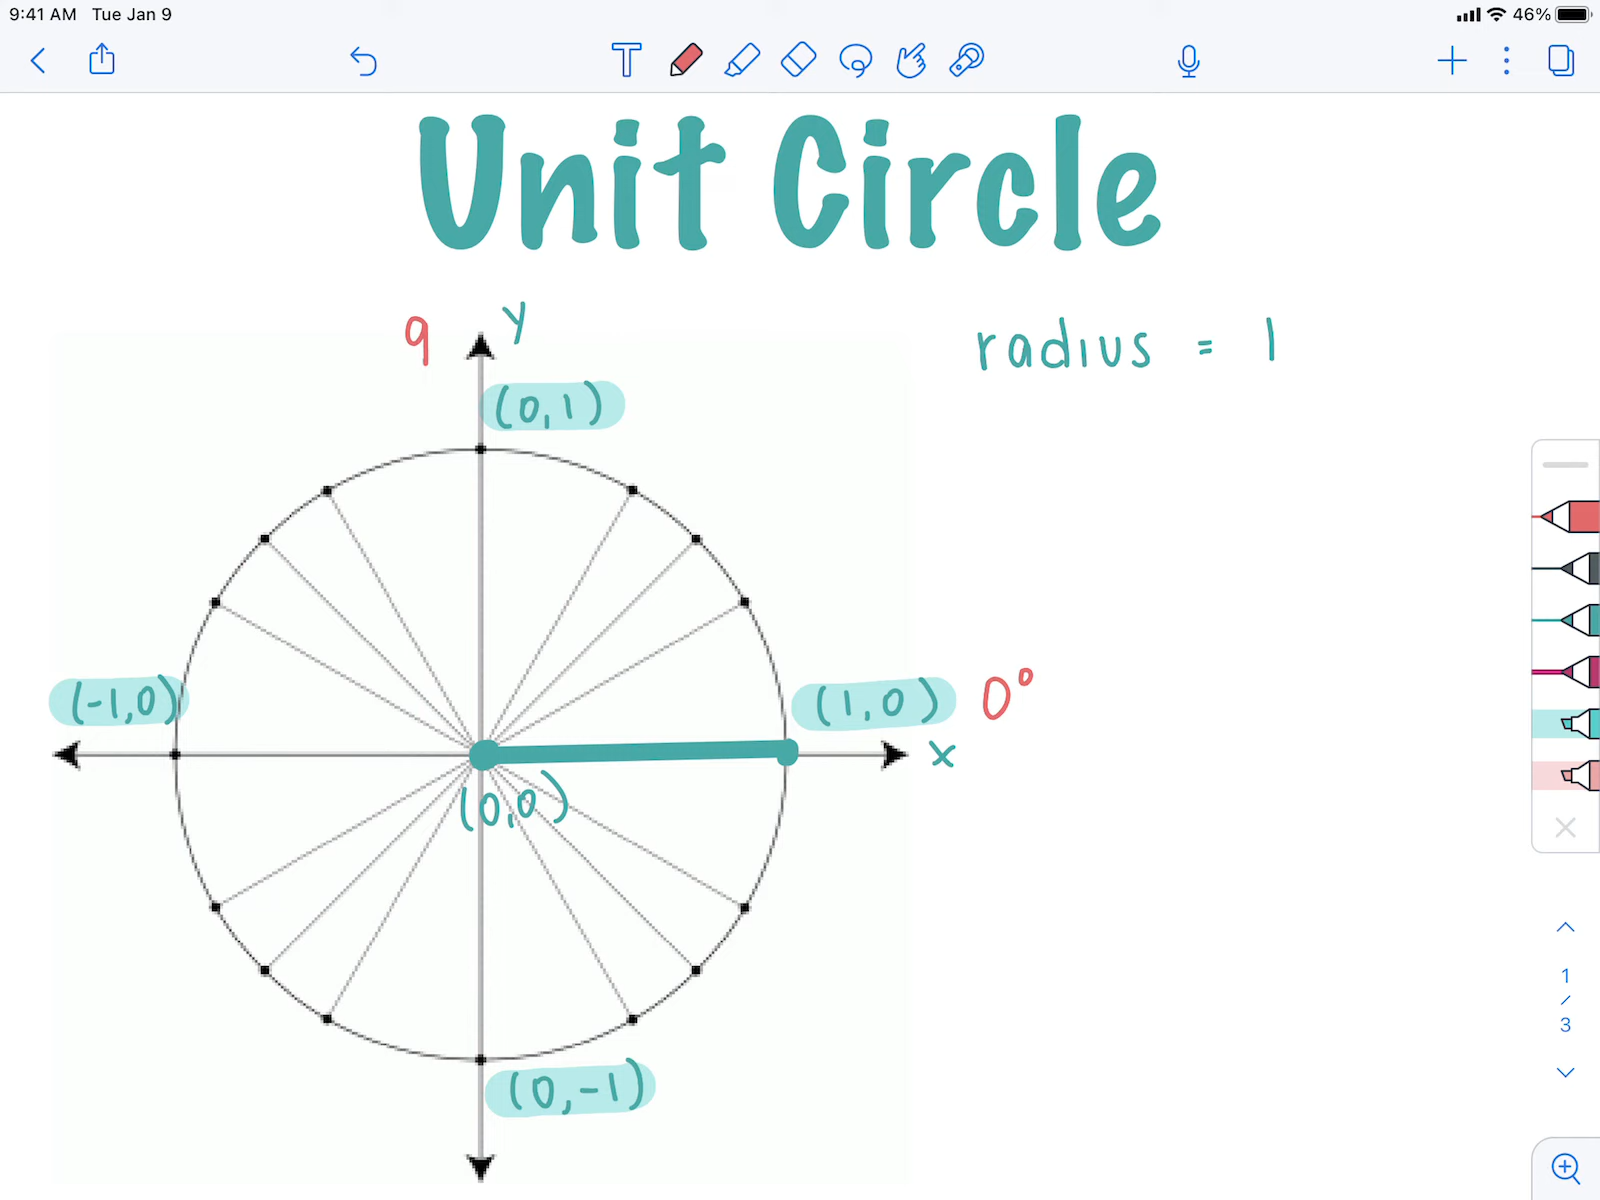 9:41 AM Tue Jan 9
46%
Unit Circle
9
y
radius = 1
(0,1)
(-1,0)
(1,0) 0°
x
(0,0)
(0,-1)
1
/
3